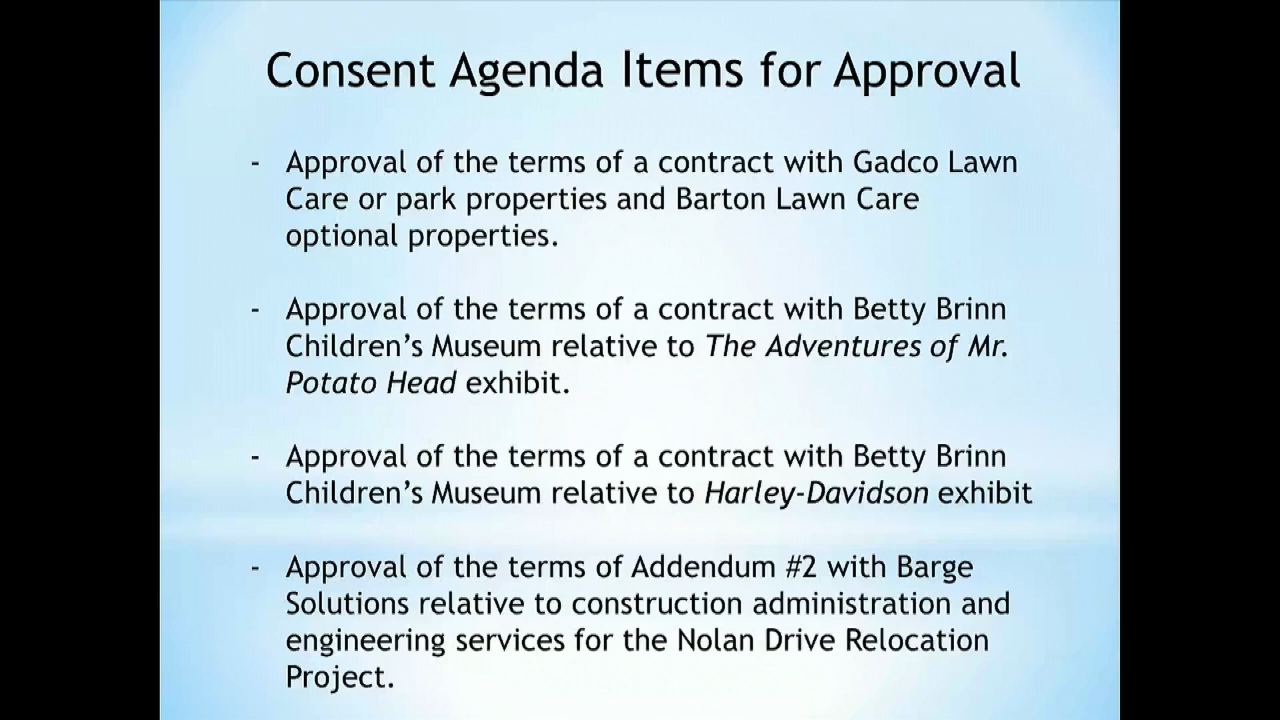 Consent Agenda Items for Approval
- Approval of the terms of a contract with Gadco Lawn
Care or park properties and Barton Lawn Care
optional properties.
- Approval of the terms of a contract with Betty Brinn
Children’s Museum relative to The Adventures of Mr.
Potato Head exhibit.
- Approval of the terms of a contract with Betty Brinn
Children’s Museum relative to Harley-Davidson exhibit
- Approval of the terms of Addendum #2 with Barge
Solutions relative to construction administration and
engineering services for the Nolan Drive Relocation
Project.